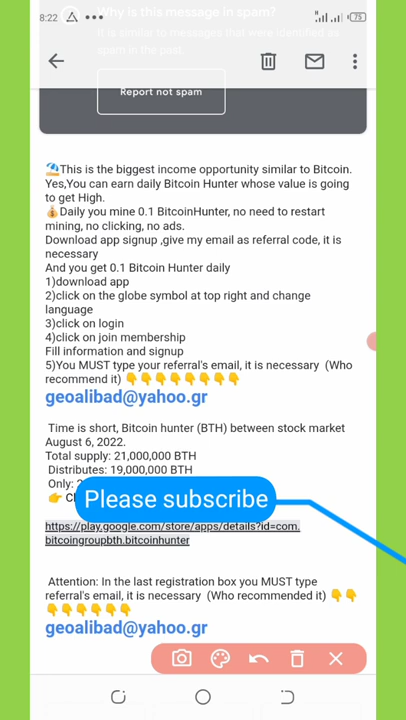 8:22
75
Why is this message in spam?
It is similar to messages that were identified as
spam in the past.
Report not spam
⛱️This is the biggest income opportunity similar to Bitcoin.
Yes,You can earn daily Bitcoin Hunter whose value is going
to get High.
💰Daily you mine 0.1 BitcoinHunter, no need to restart
mining, no clicking, no ads.
Download app signup ,give my email as referral code, it is
necessary
And you get 0.1 Bitcoin Hunter daily
1)download app
2)click on the globe symbol at top right and change
language
3)click on login
4)click on join membership
Fill information and signup
5)You MUST type your referral's email, it is necessary (Who
recommend it) 👇👇👇👇👇👇👇👇
geoalibad@yahoo.gr
Time is short, Bitcoin hunter (BTH) between stock market
August 6, 2022.
Total supply: 21,000,000 BTH
Distributes: 19,000,000 BTH
Only:
👉
Please subscribe
https://play.google.com/store/apps/details?id=com.
bitcoingroupbth.bitcoinhunter
Attention: In the last registration box you MUST type
referral's email, it is necessary (Who recommended it) 👇👇
👇👇👇👇👇👇
geoalibad@yahoo.gr